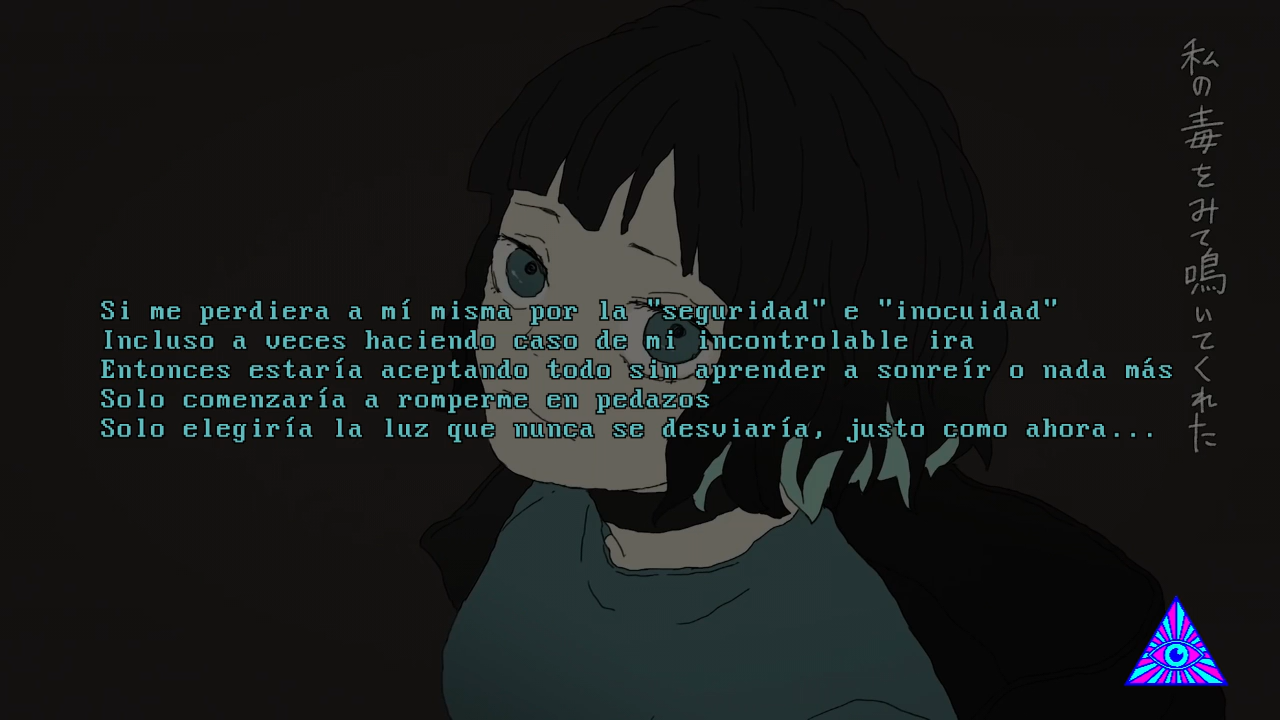 Si me perdiera a mí misma por la "seguridad" e "inocuidad"
Incluso a veces haciendo caso de mi incontrolable ira
Entonces estaría aceptando todo sin aprender a sonreír o nada más
Solo comenzaría a romperme en pedazos
Solo elegiría la luz que nunca se desviaría, justo como ahora...
私の毒をみて鳴いてくれた